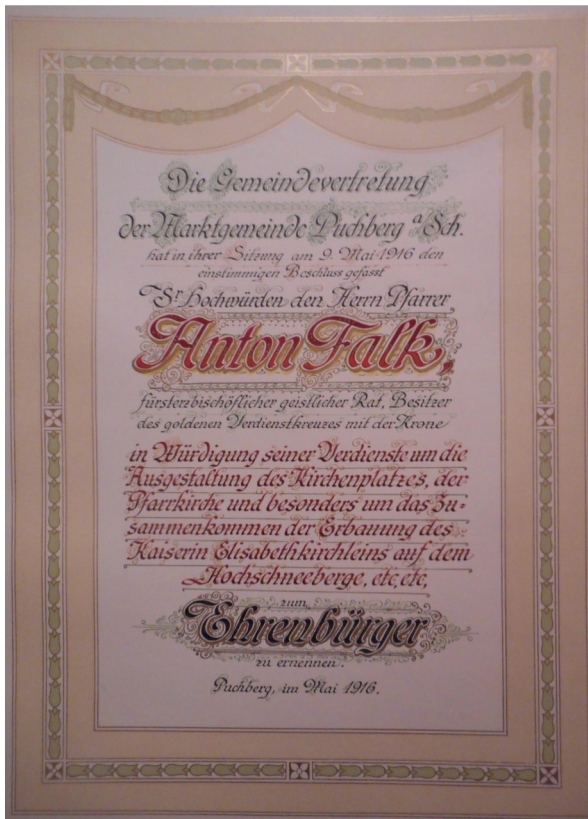 Die Gemeindevertretung
der Marktgemeinde Puchberg a/Sch.
hat in ihrer Sitzung am 9. Mai 1916 den
einstimmigen Beschluss gefasst
Sr. Hochwürden den Herrn Pfarrer
Anton Falk,
fürsterzbischöflicher geistlicher Rat, Besitzer
des goldenen Verdienstkreuzes mit der Krone
in Würdigung seiner Verdienste um die
Ausgestaltung des Kirchenplatzes, der
Pfarrkirche und besonders um das Zu-
sammenkommen der Erbauung des
Kaiserin Elisabethkirchleins auf dem
Hochschneeberge, etc, etc,
zum
Ehrenbürger
zu ernennen.
Puchberg, im Mai 1916.